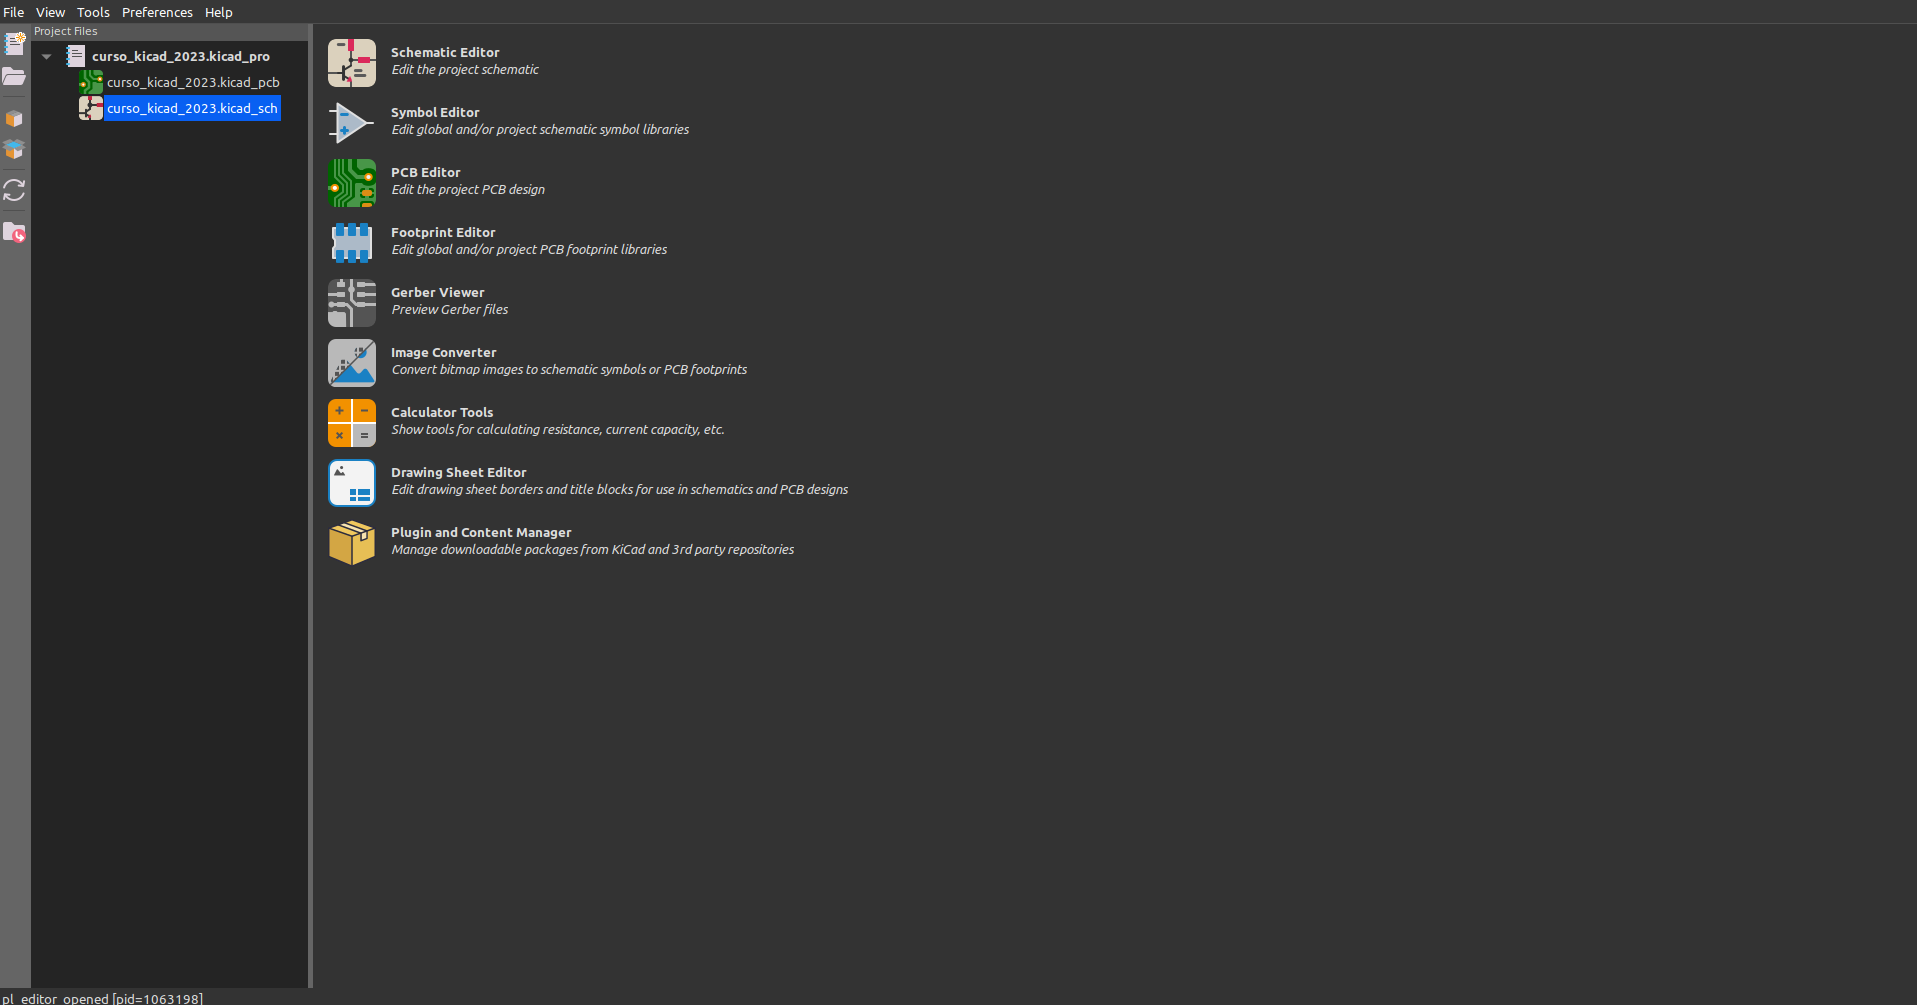 File View Tools Preferences Help
Project Files
curso_kicad_2023.kicad_pro
curso_kicad_2023.kicad_pcb
curso_kicad_2023.kicad_sch
Schematic Editor
Edit the project schematic
Symbol Editor
Edit global and/or project schematic symbol libraries
PCB Editor
Edit the project PCB design
Footprint Editor
Edit global and/or project PCB footprint libraries
Gerber Viewer
Preview Gerber files
Image Converter
Convert bitmap images to schematic symbols or PCB footprints
Calculator Tools
Show tools for calculating resistance, current capacity, etc.
Drawing Sheet Editor
Edit drawing sheet borders and title blocks for use in schematics and PCB designs
Plugin and Content Manager
Manage downloadable packages from KiCad and 3rd party repositories
pl_editor opened [pid=1063198]